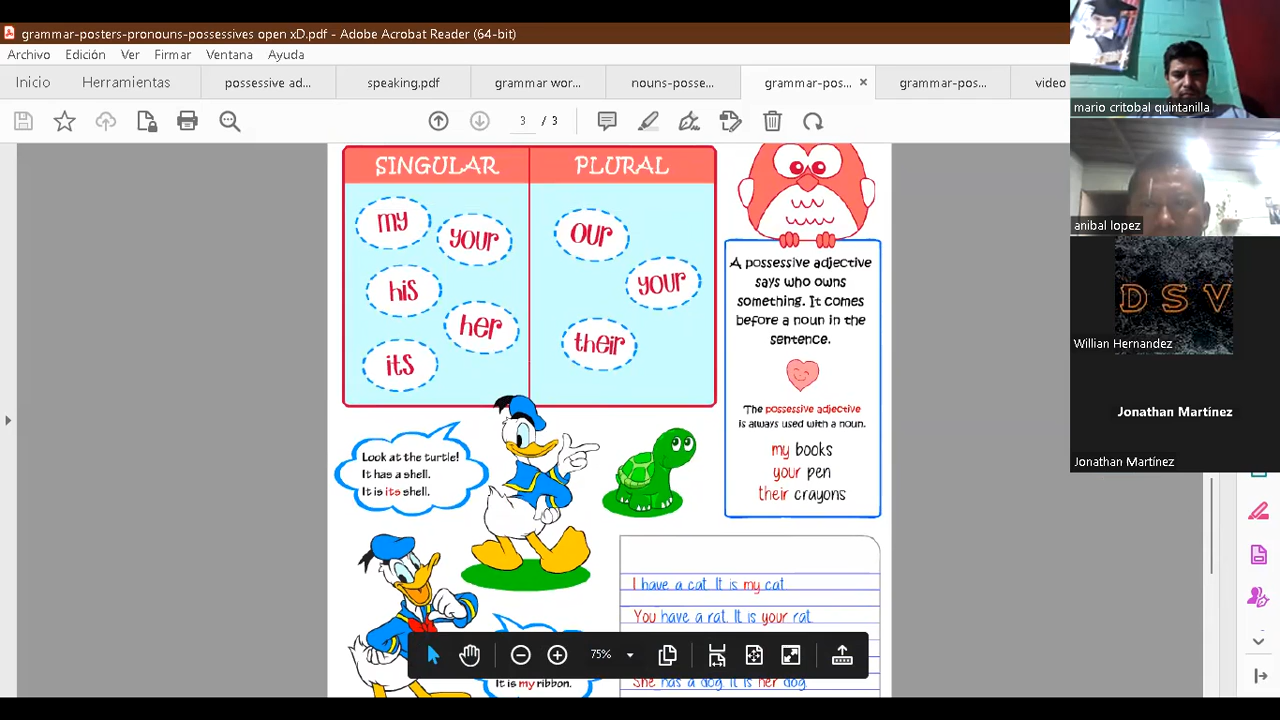 grammar-posters-pronouns-possessives open xD.pdf - Adobe Acrobat Reader (64-bit)
Archivo Edición Ver Firmar Ventana Ayuda
Inicio Herramientas possessive ad... speaking.pdf grammar wor... nouns-posse... grammar-pos... × grammar-pos... video
3 / 3
SINGULAR PLURAL
my
your
his
her
its
our
your
their
A possessive adjective
says who owns
something. It comes
before a noun in the
sentence.
The possessive adjective
is always used with a noun.
my books
your pen
their crayons
Look at the turtle!
It has a shell.
It is its shell.
I have a cat. It is my cat
You have a rat. It is your rat.
She has a dog. It is her dog.
It is my ribbon.
75%
mario critobal quintanilla
anibal lopez
DSV
Willian Hernandez
Jonathan Martínez
Jonathan Martínez